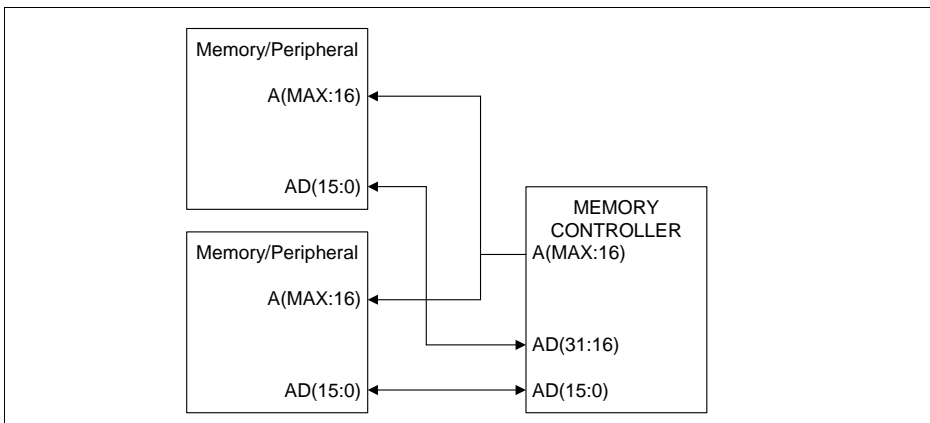 Memory/Peripheral
A(MAX:16)
AD(15:0)
Memory/Peripheral
A(MAX:16)
AD(15:0)
MEMORY
CONTROLLER
A(MAX:16)
AD(31:16)
AD(15:0)